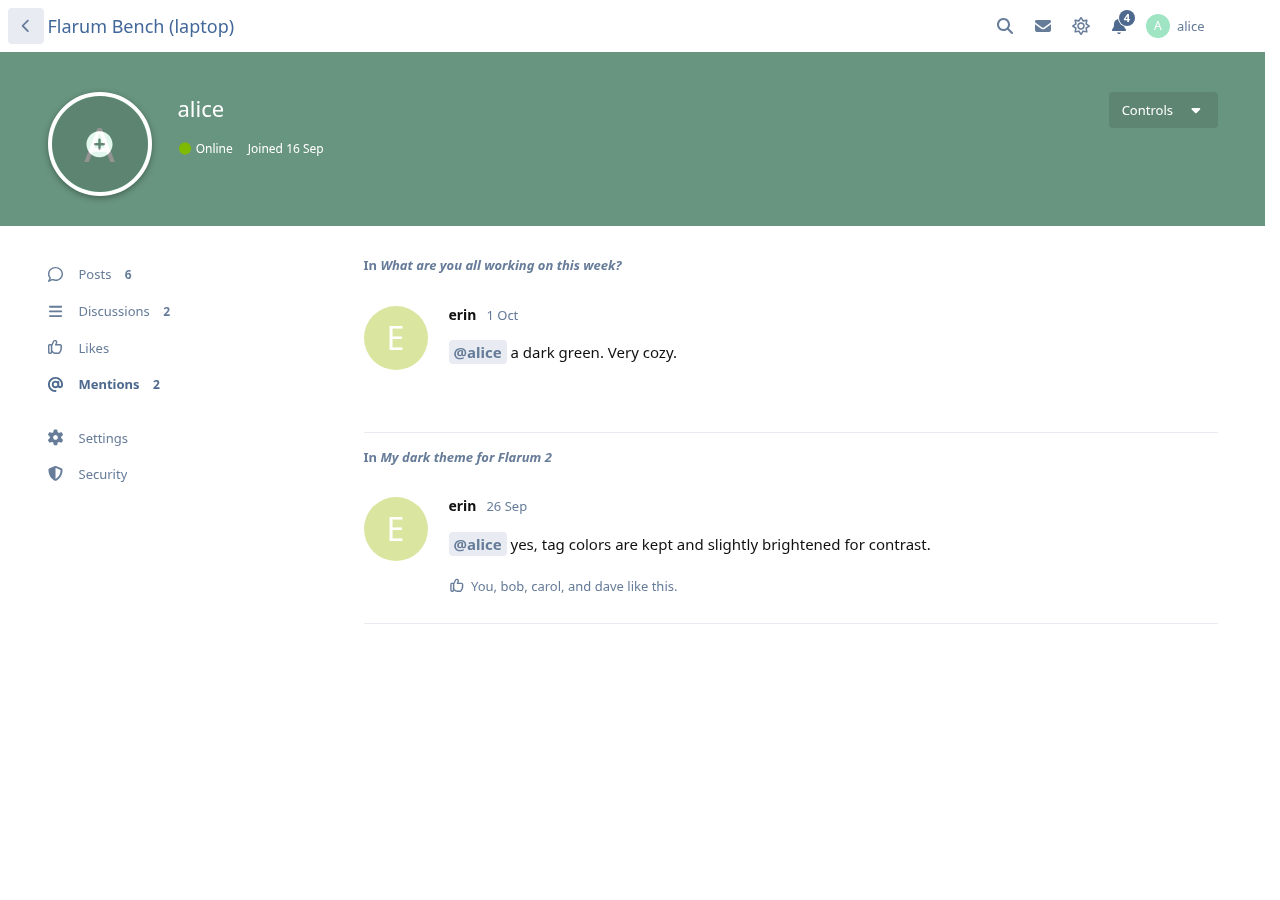 Flarum Bench (laptop)
4
A
alice
A
alice
Online Joined 16 Sep
Controls
Posts 6
Discussions 2
Likes
Mentions 2
Settings
Security
In What are you all working on this week?
E
erin 1 Oct
@alice a dark green. Very cozy.
In My dark theme for Flarum 2
E
erin 26 Sep
@alice yes, tag colors are kept and slightly brightened for contrast.
You, bob, carol, and dave like this.